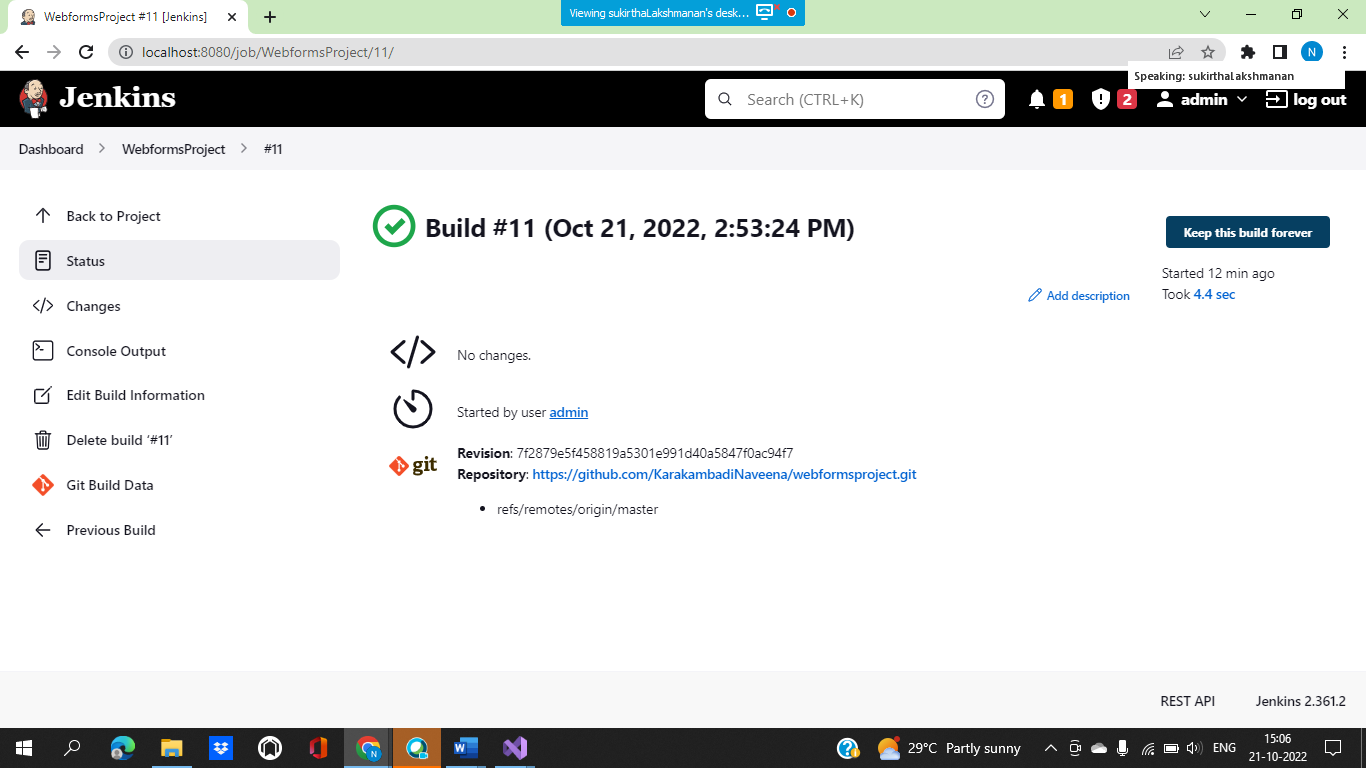 WebformsProject #11 [Jenkins]
Viewing sukirthaLakshmanan's desk...
localhost:8080/job/WebformsProject/11/
N
Speaking: sukirthaLakshmanan
Jenkins
Search (CTRL+K)
1
2
admin
log out
Dashboard
WebformsProject
#11
Back to Project
Status
Changes
Console Output
Edit Build Information
Delete build ‘#11’
Git Build Data
Previous Build
Build #11 (Oct 21, 2022, 2:53:24 PM)
Keep this build forever
Started 12 min ago
Took 4.4 sec
Add description
No changes.
Started by user admin
git
Revision: 7f2879e5f458819a5301e991d40a5847f0ac94f7
Repository: https://github.com/KarakambadiNaveena/webformsproject.git
• refs/remotes/origin/master
REST API
Jenkins 2.361.2
29°C Partly sunny
ENG
15:06
21-10-2022